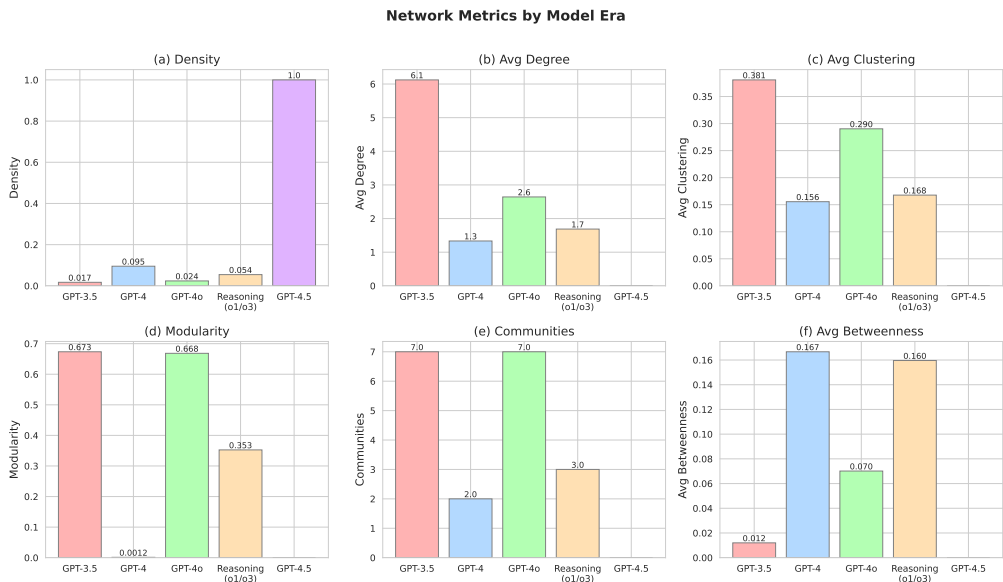 Network Metrics by Model Era
(a) Density
Density
1.0
0.8
0.6
0.4
0.2
0.0
0.017
0.095
0.024
0.054
1.0
GPT-3.5
GPT-4
GPT-4o
Reasoning
(o1/o3)
GPT-4.5
(b) Avg Degree
Avg Degree
6
5
4
3
2
1
0
6.1
1.3
2.6
1.7
GPT-3.5
GPT-4
GPT-4o
Reasoning
(o1/o3)
GPT-4.5
(c) Avg Clustering
Avg Clustering
0.35
0.30
0.25
0.20
0.15
0.10
0.05
0.00
0.381
0.156
0.290
0.168
GPT-3.5
GPT-4
GPT-4o
Reasoning
(o1/o3)
GPT-4.5
(d) Modularity
Modularity
0.7
0.6
0.5
0.4
0.3
0.2
0.1
0.0
0.673
0.0012
0.668
0.353
GPT-3.5
GPT-4
GPT-4o
Reasoning
(o1/o3)
GPT-4.5
(e) Communities
Communities
7
6
5
4
3
2
1
0
7.0
2.0
7.0
3.0
GPT-3.5
GPT-4
GPT-4o
Reasoning
(o1/o3)
GPT-4.5
(f) Avg Betweenness
Avg Betweenness
0.16
0.14
0.12
0.10
0.08
0.06
0.04
0.02
0.00
0.012
0.167
0.070
0.160
GPT-3.5
GPT-4
GPT-4o
Reasoning
(o1/o3)
GPT-4.5